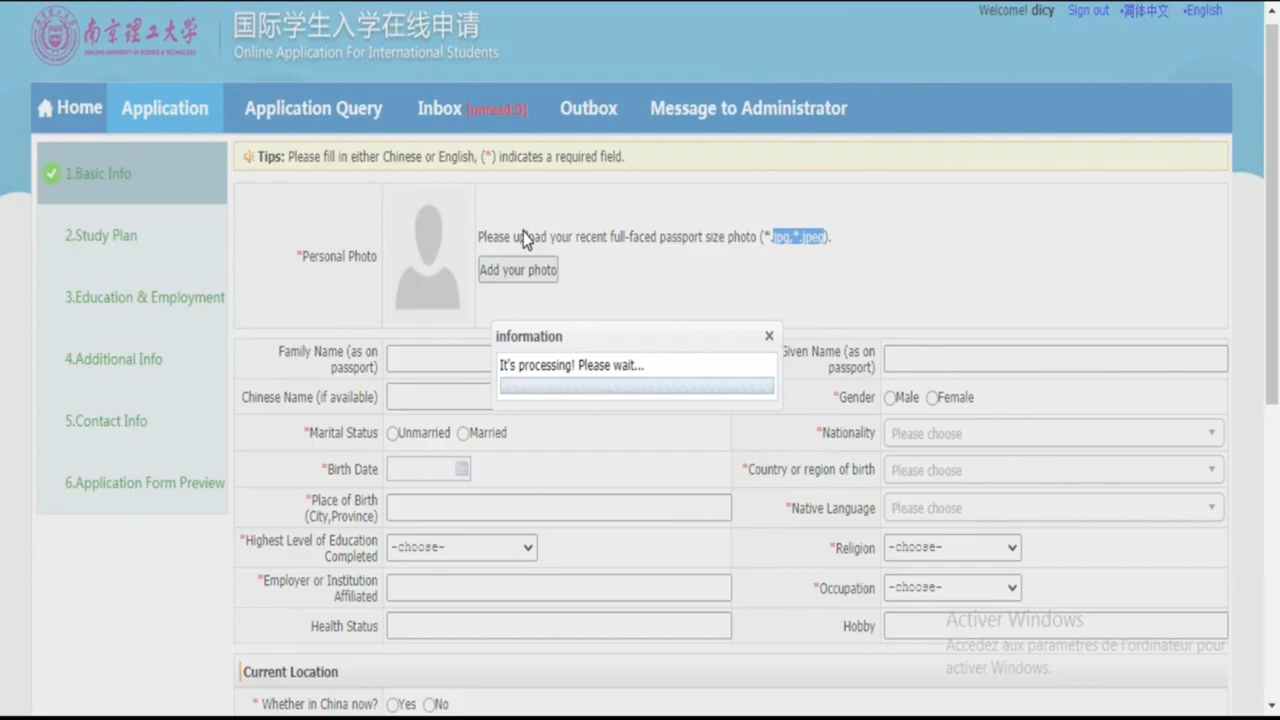 Welcome! dicy Sign out •简体中文 •English
南京理工大学
NANJING UNIVERSITY OF SCIENCE & TECHNOLOGY
国际学生入学在线申请
Online Application For International Students
Home Application Application Query Inbox [unread:0] Outbox Message to Administrator
1.Basic Info
2.Study Plan
3.Education & Employment
4.Additional Info
5.Contact Info
6.Application Form Preview
Tips: Please fill in either Chinese or English, (*) indicates a required field.
*Personal Photo
Please upload your recent full-faced passport size photo (*.jpg,*.jpeg).
Add your photo
information ×
It's processing! Please wait...
Family Name (as on passport)
Given Name (as on passport)
Chinese Name (if available)
*Gender Male Female
*Marital Status Unmarried Married
*Nationality Please choose
*Birth Date
*Country or region of birth Please choose
*Place of Birth (City,Province)
*Native Language Please choose
*Highest Level of Education Completed -choose-
*Religion -choose-
*Employer or Institution Affiliated
*Occupation -choose-
Health Status
Hobby
Activer Windows
Accédez aux paramètres de l'ordinateur pour
activer Windows.
Current Location
* Whether in China now? Yes No